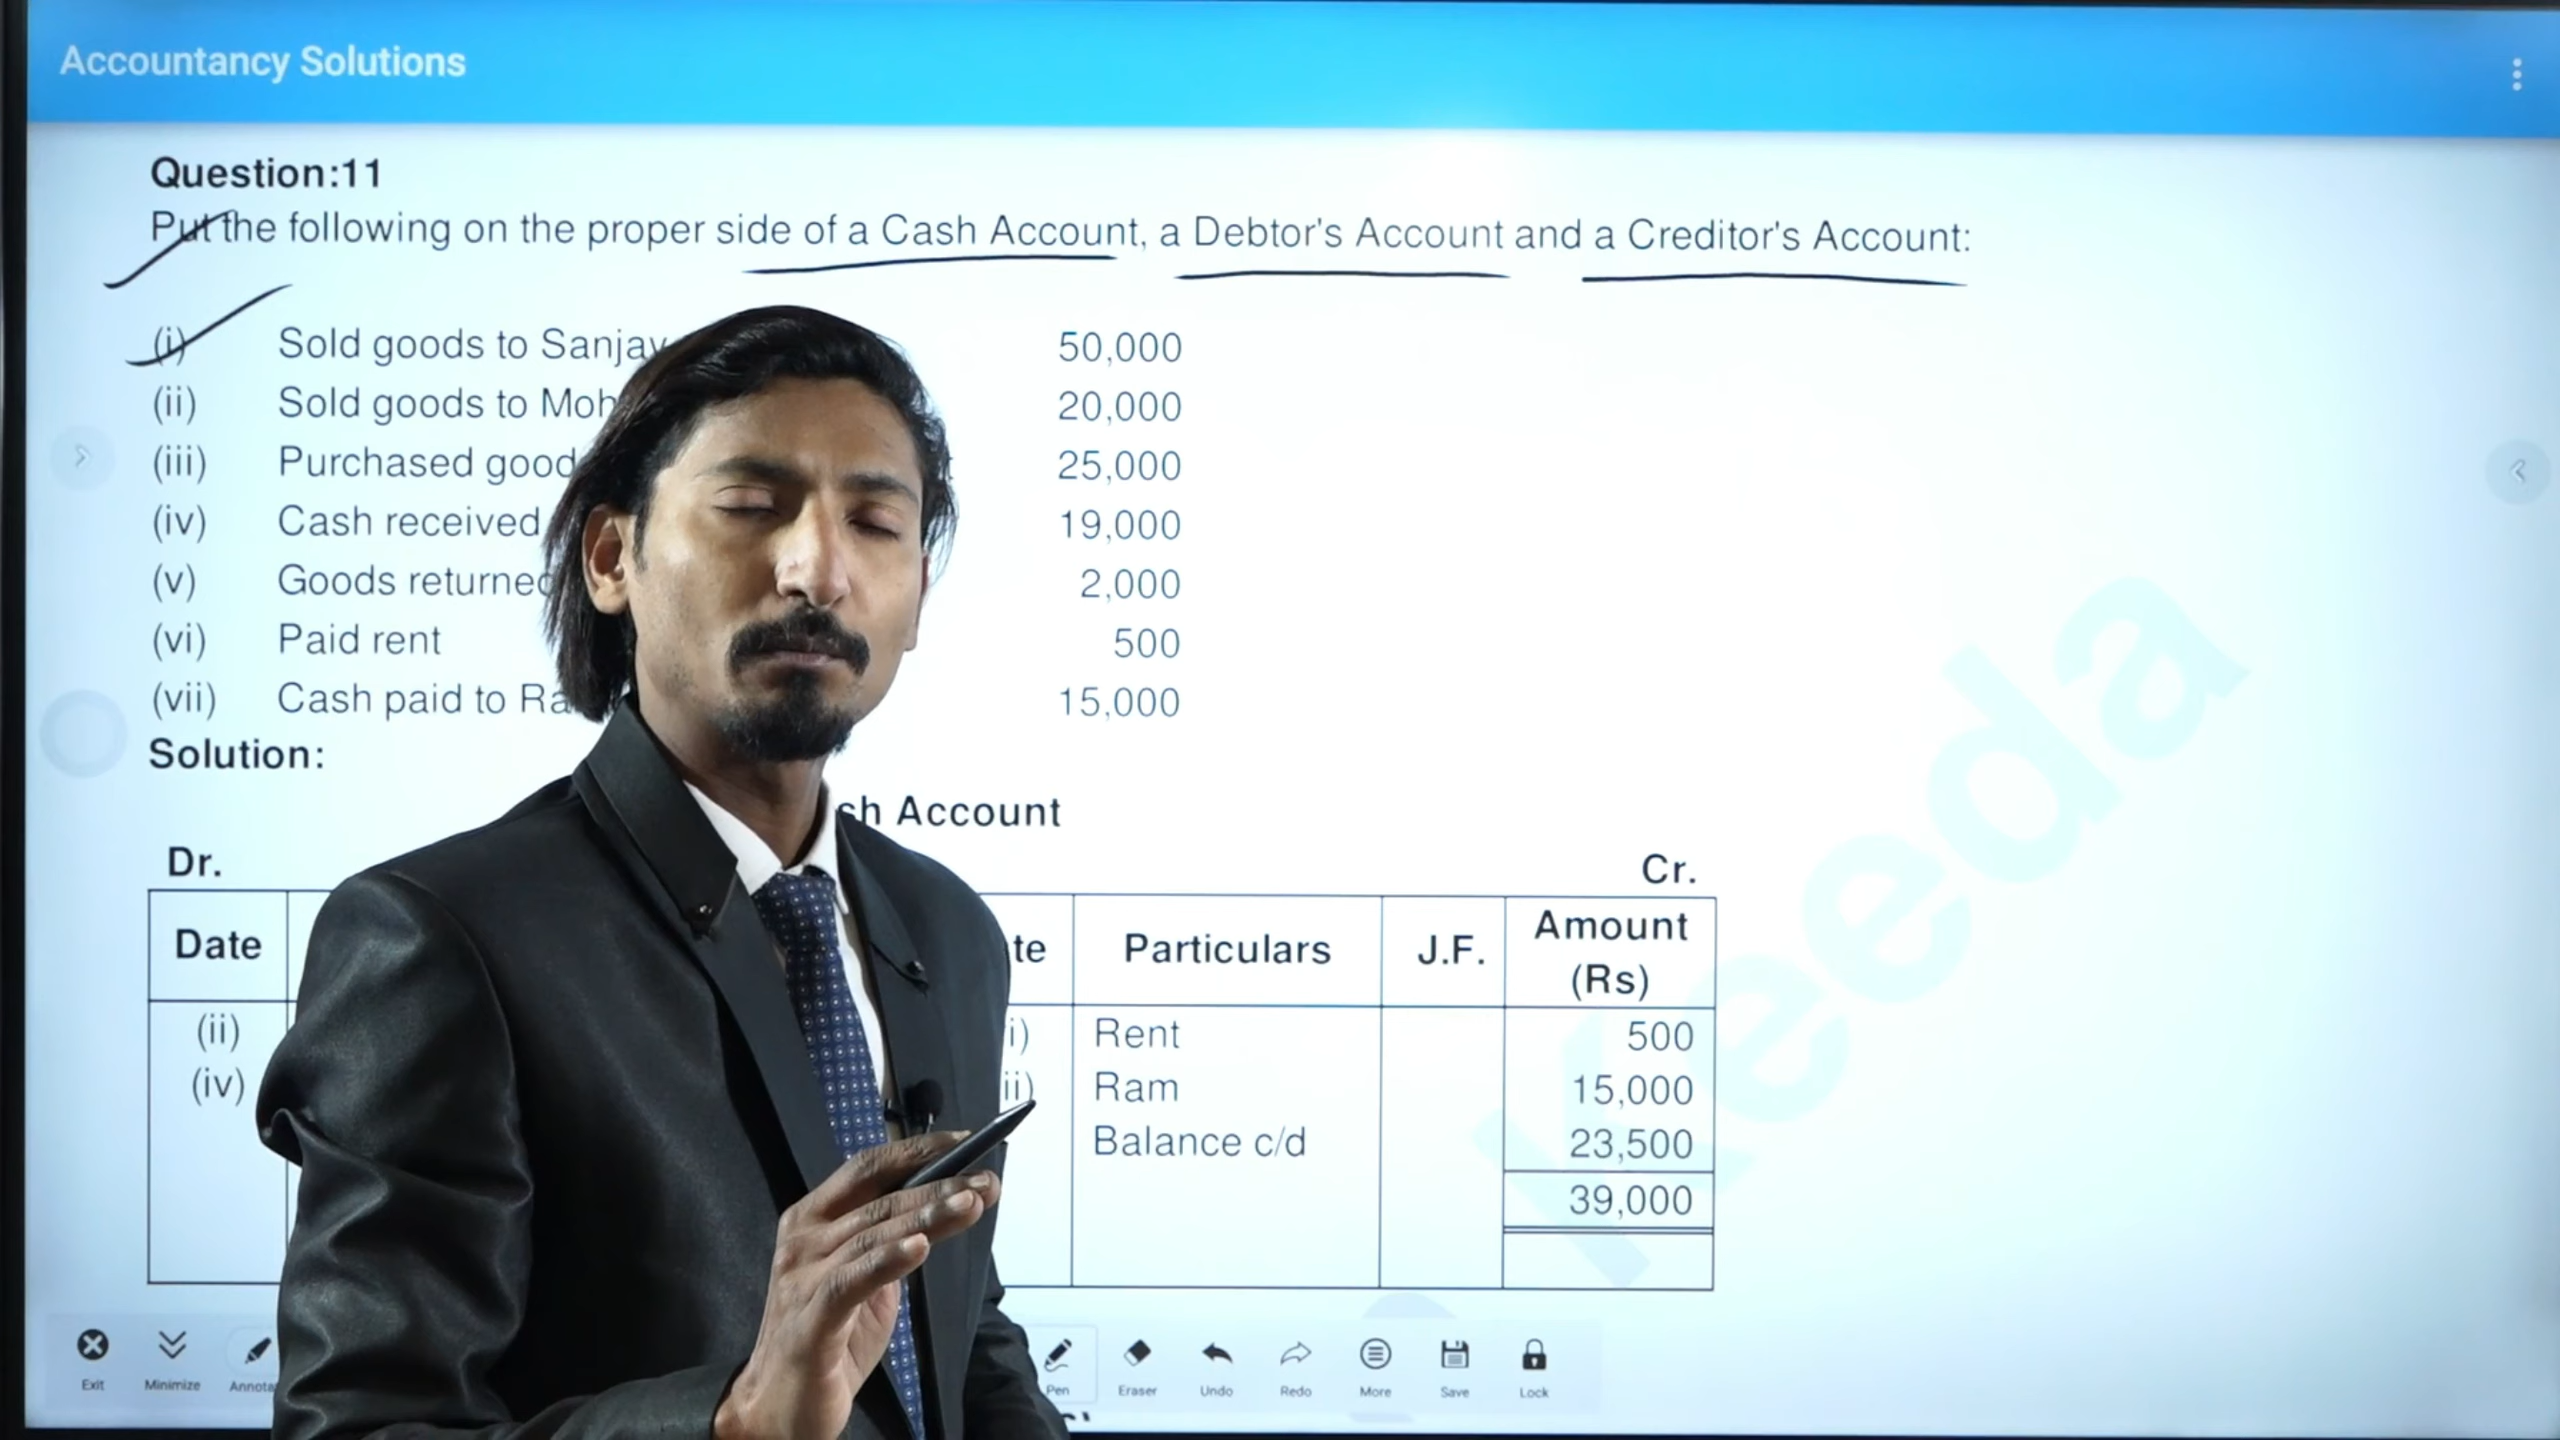 Accountancy Solutions
Question:11
Put the following on the proper side of a Cash Account, a Debtor's Account and a Creditor's Account:
(i) Sold goods to Sanjay 50,000
(ii) Sold goods to 20,000
(iii) Purchased 25,000
(iv) Cash received 19,000
(v) Goods returned 2,000
(vi) Paid rent 500
(vii) Cash paid to 15,000
Solution:
Account
Dr. Cr.
Date Particulars J.F. Amount (Rs)
(ii) Rent 500
(iv) Ram 15,000
Balance c/d 23,500
39,000
Exit Minimize Pen Eraser Undo Redo More Save Lock
Keeda